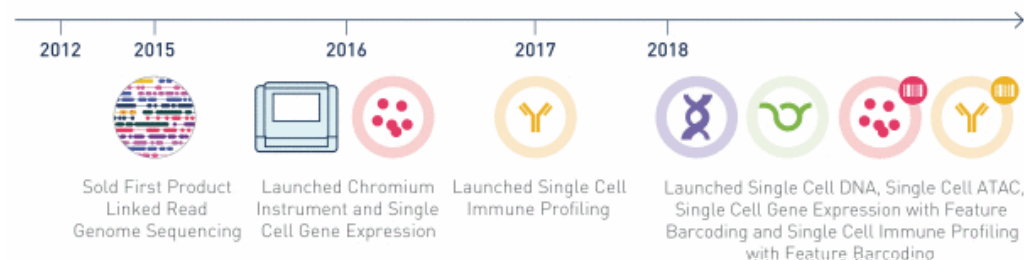 2012 2015 2016 2017 2018
Sold First Product
Linked Read
Genome Sequencing
Launched Chromium
Instrument and Single
Cell Gene Expression
Launched Single Cell
Immune Profiling
Launched Single Cell DNA, Single Cell ATAC,
Single Cell Gene Expression with Feature
Barcoding and Single Cell Immune Profiling
with Feature Barcoding